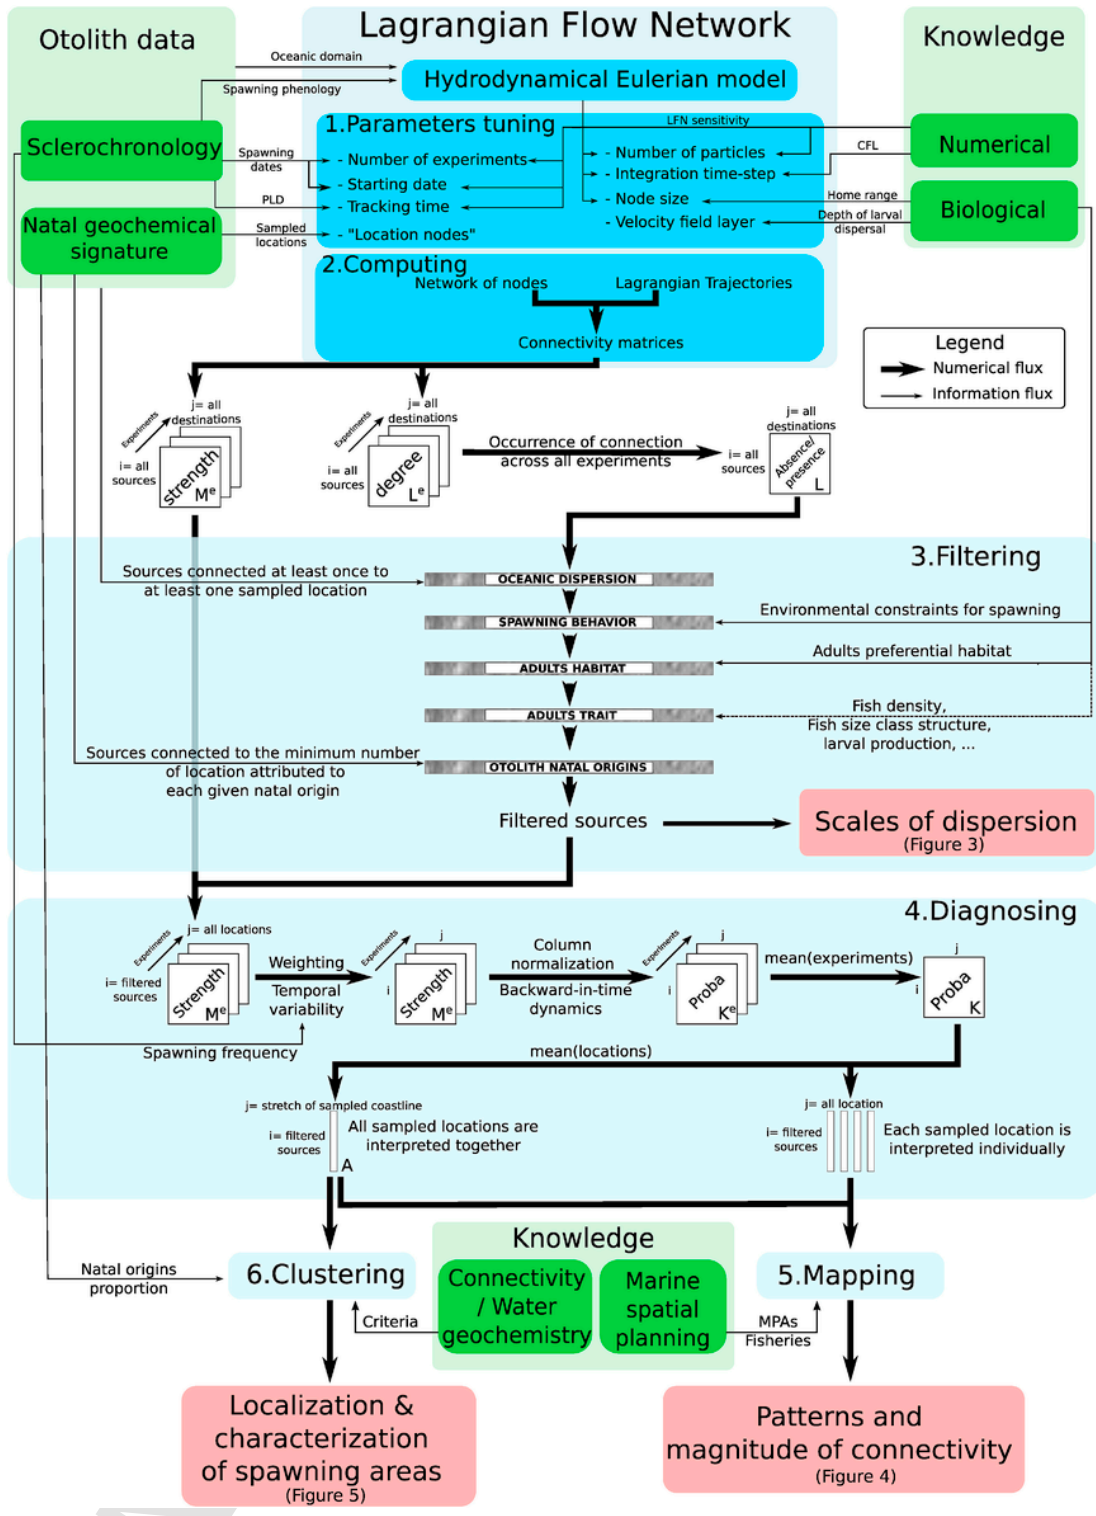 Otolith data
Lagrangian Flow Network
Knowledge
Oceanic domain
Spawning phenology
Hydrodynamical Eulerian model
Sclerochronology
Natal geochemical
signature
Spawning
dates
PLD
Sampled
locations
1.Parameters tuning
LFN sensitivity
- Number of experiments
- Starting date
- Tracking time
- "Location nodes"
- Number of particles
- Integration time-step
- Node size
- Velocity field layer
CFL
Home range
Depth of larval
dispersal
Numerical
Biological
2.Computing
Network of nodes
Lagrangian Trajectories
Connectivity matrices
Legend
Numerical flux
Information flux
Experiments
j= all
destinations
i= all
sources
strength
Mᵉ
Experiments
j= all
destinations
i= all
sources
degree
Lᵉ
Occurrence of connection
across all experiments
j= all
destinations
i= all
sources
Absence/
presence
L
3.Filtering
Sources connected at least once to
at least one sampled location
OCEANIC DISPERSION
SPAWNING BEHAVIOR
Environmental constraints for spawning
ADULTS HABITAT
Adults preferential habitat
ADULTS TRAIT
Fish density,
Fish size class structure,
larval production, ...
Sources connected to the minimum number
of location attributed to
each given natal origin
OTOLITH NATAL ORIGINS
Filtered sources
Scales of dispersion
(Figure 3)
4.Diagnosing
Experiments
j= all locations
i= filtered
sources
Strength
Mᵉ
Weighting
Temporal
variability
Spawning frequency
Experiments
j
i
Strength
Mᵉ
Column
normalization
Backward-in-time
dynamics
Experiments
j
i
Proba
Kᵉ
mean(experiments)
j
i
Proba
K
mean(locations)
j= stretch of sampled coastline
i= filtered
sources
A
All sampled locations are
interpreted together
j= all location
i= filtered
sources
Each sampled location is
interpreted individually
Natal origins
proportion
6.Clustering
Knowledge
Connectivity
/ Water
geochemistry
Marine
spatial
planning
Criteria
MPAs
Fisheries
5.Mapping
Localization &
characterization
of spawning areas
(Figure 5)
Patterns and
magnitude of connectivity
(Figure 4)